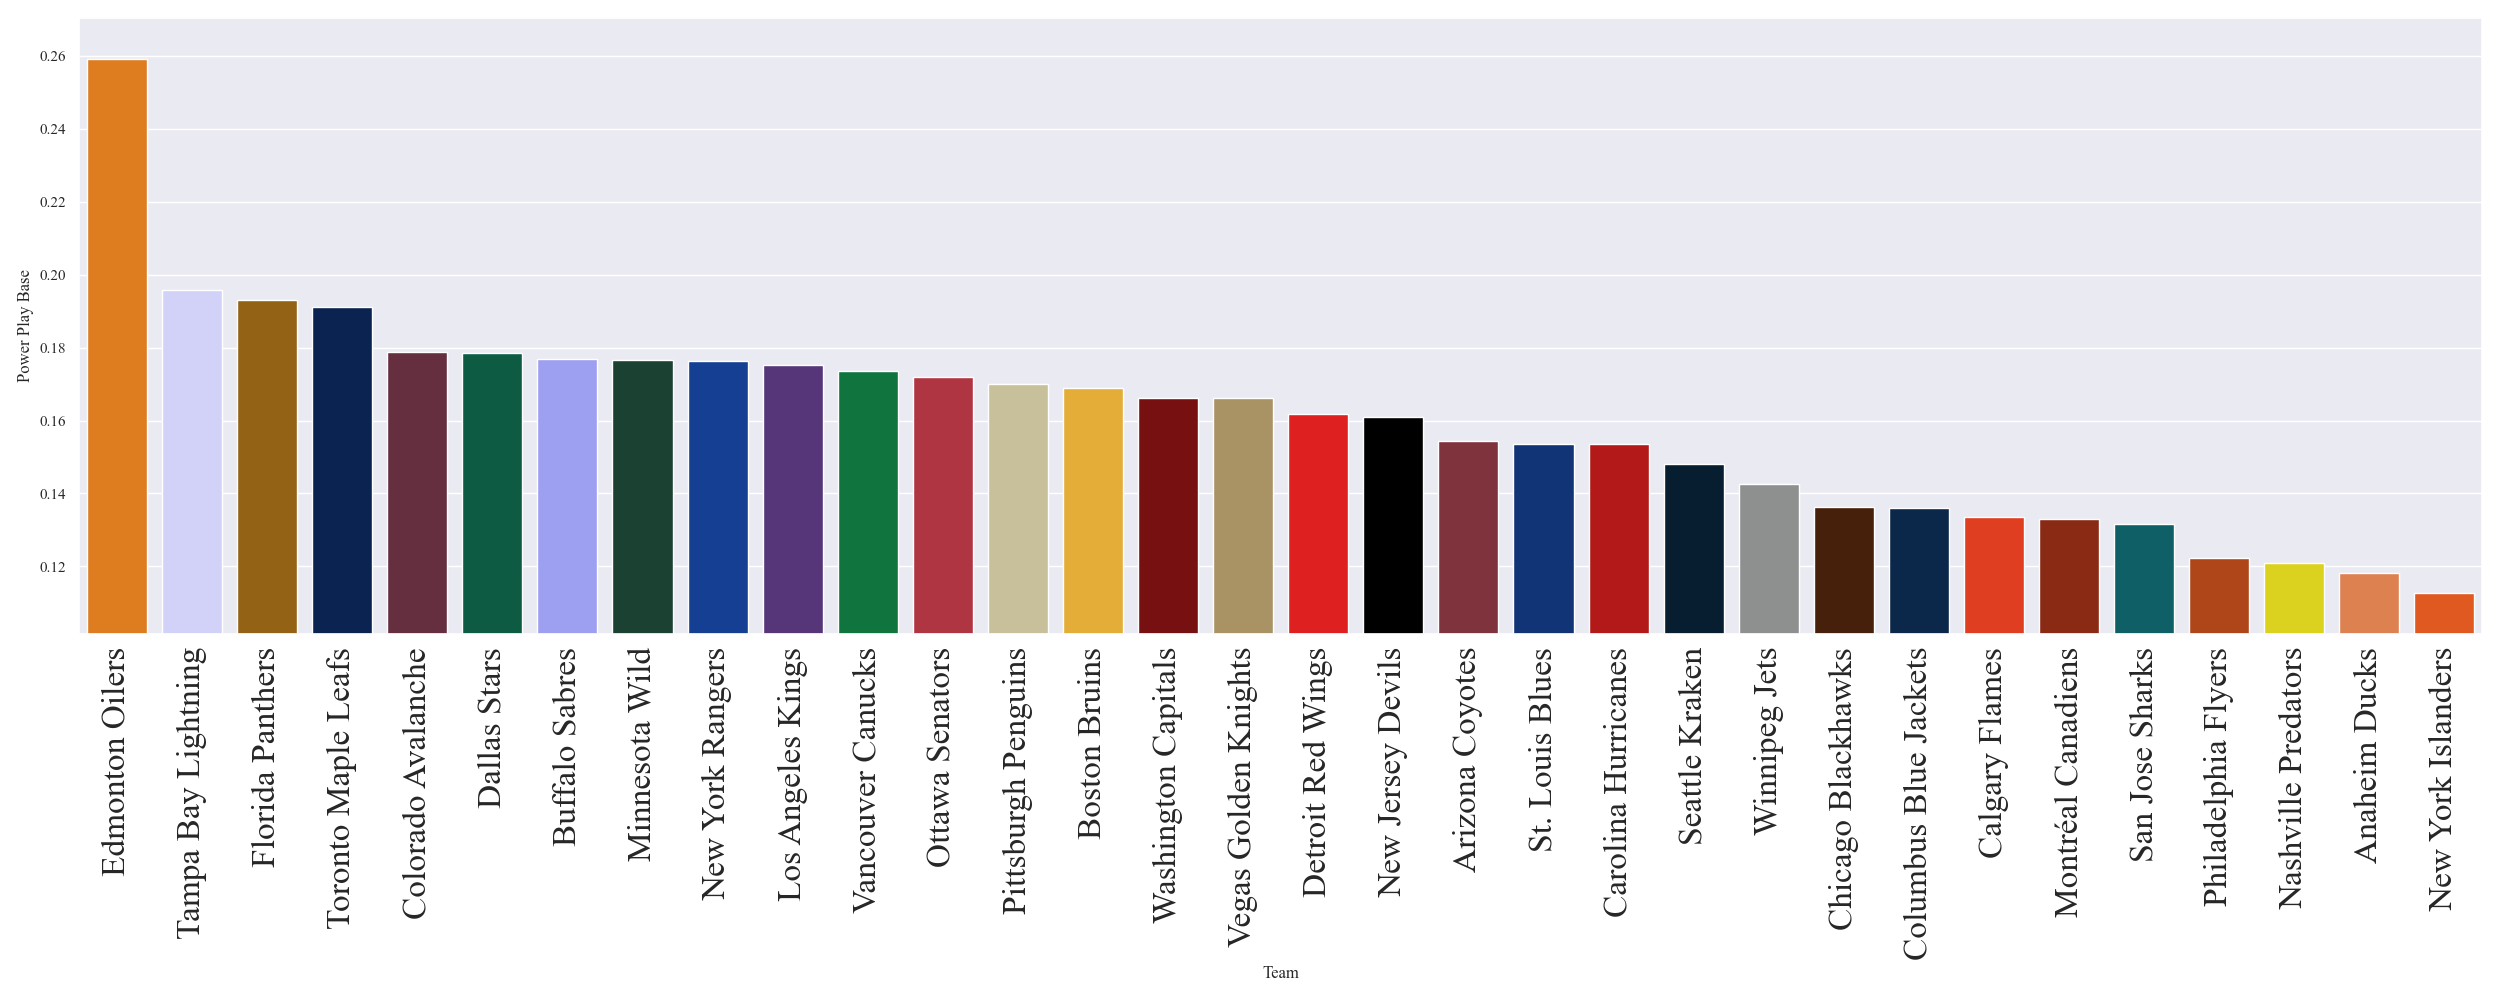 0.26
0.24
0.22
0.20
0.18
0.16
0.14
0.12
Power Play Base
Edmonton Oilers
Tampa Bay Lightning
Florida Panthers
Toronto Maple Leafs
Colorado Avalanche
Dallas Stars
Buffalo Sabres
Minnesota Wild
New York Rangers
Los Angeles Kings
Vancouver Canucks
Ottawa Senators
Pittsburgh Penguins
Boston Bruins
Washington Capitals
Vegas Golden Knights
Detroit Red Wings
New Jersey Devils
Arizona Coyotes
St. Louis Blues
Carolina Hurricanes
Seattle Kraken
Winnipeg Jets
Chicago Blackhawks
Columbus Blue Jackets
Calgary Flames
Montréal Canadiens
San Jose Sharks
Philadelphia Flyers
Nashville Predators
Anaheim Ducks
New York Islanders
Team